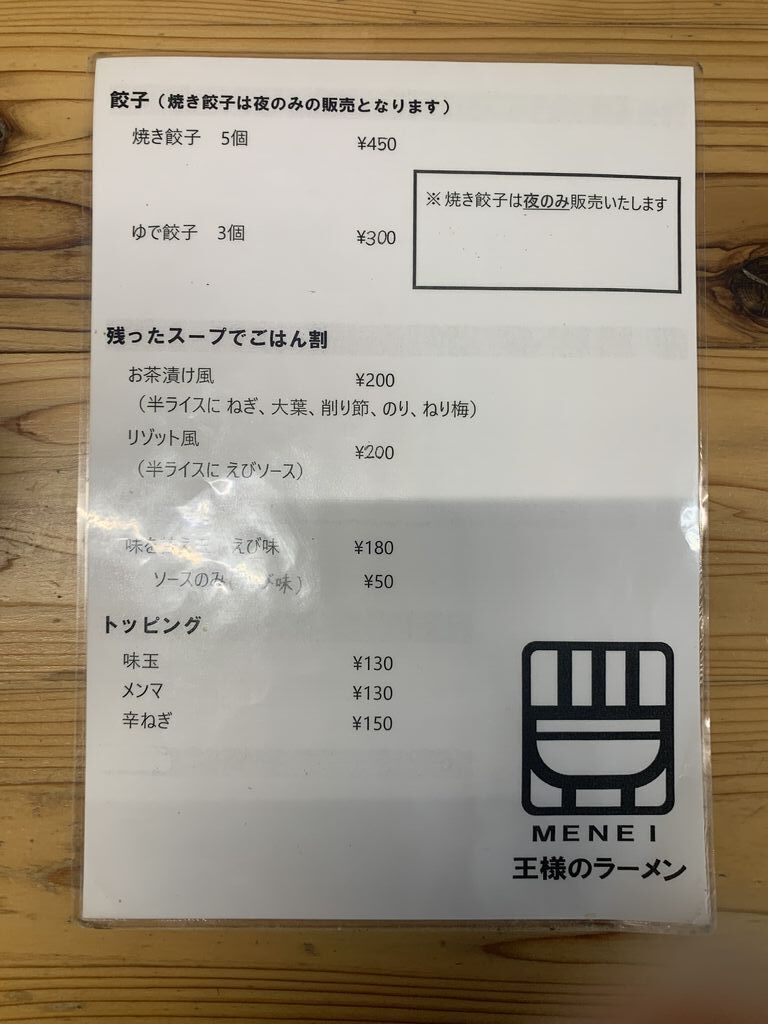 餃子（焼き餃子は夜のみの販売となります）
焼き餃子　5個　¥450
※ 焼き餃子は夜のみ販売いたします
ゆで餃子　3個　¥300
残ったスープでごはん割
お茶漬け風　¥200
（半ライスに ねぎ、大葉、削り節、のり、ねり梅）
リゾット風　¥200
（半ライスに えびソース）
えび味　¥180
ソースのみ（えび味）　¥50
トッピング
味玉　¥130
メンマ　¥130
辛ねぎ　¥150
MENEI
王様のラーメン